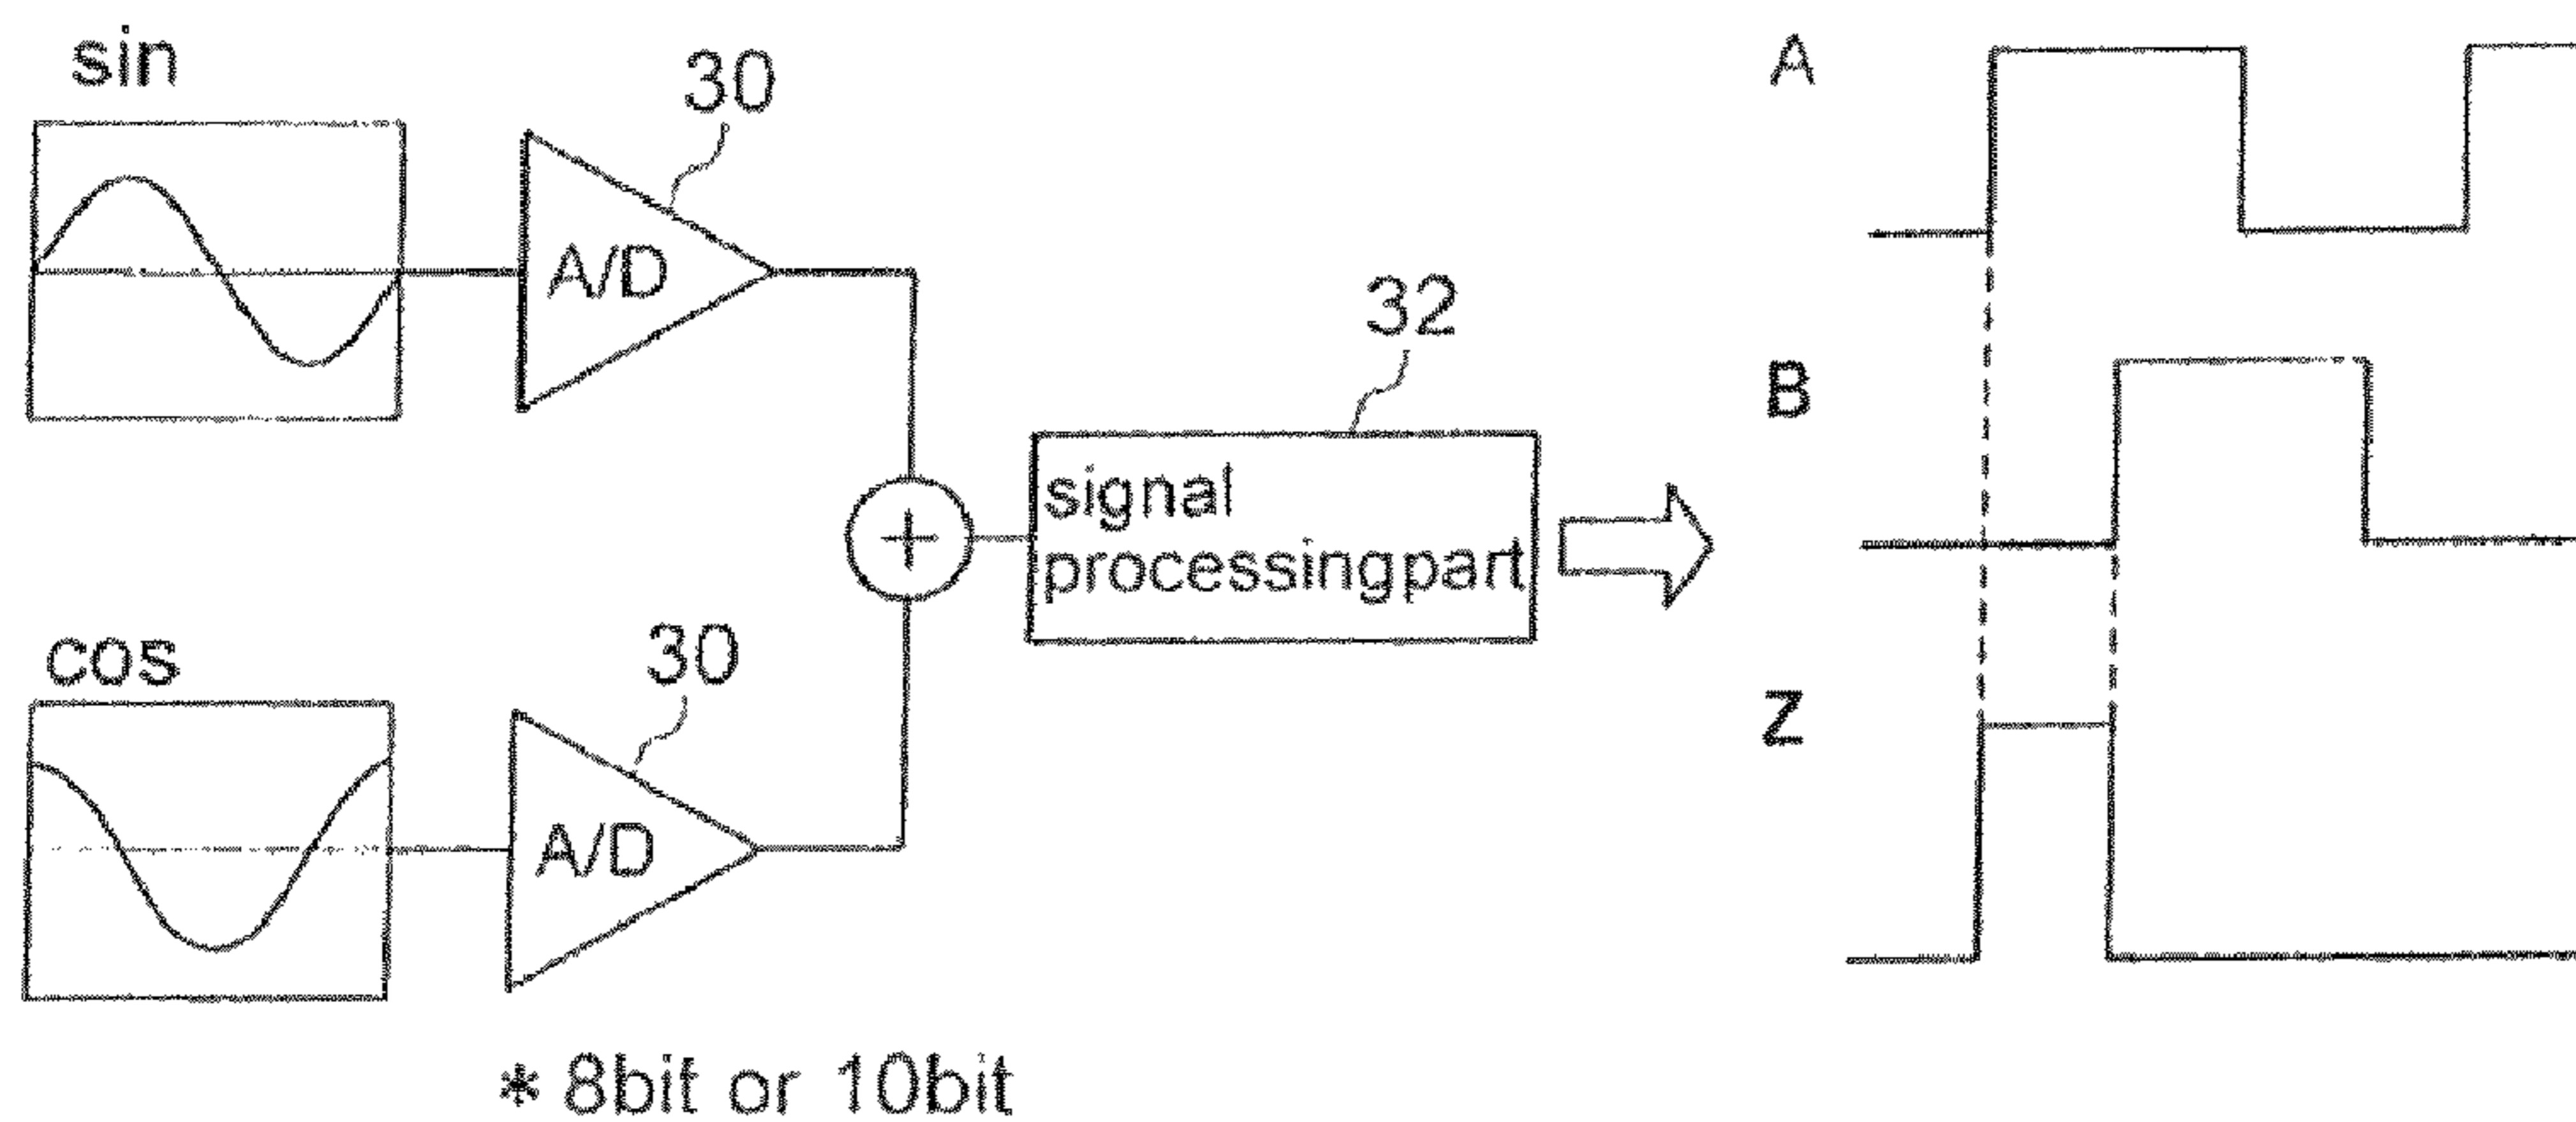 sin
30
A/D
A
32
B
signal
processingpart
+
cos
30
A/D
Z
* 8bit or 10bit